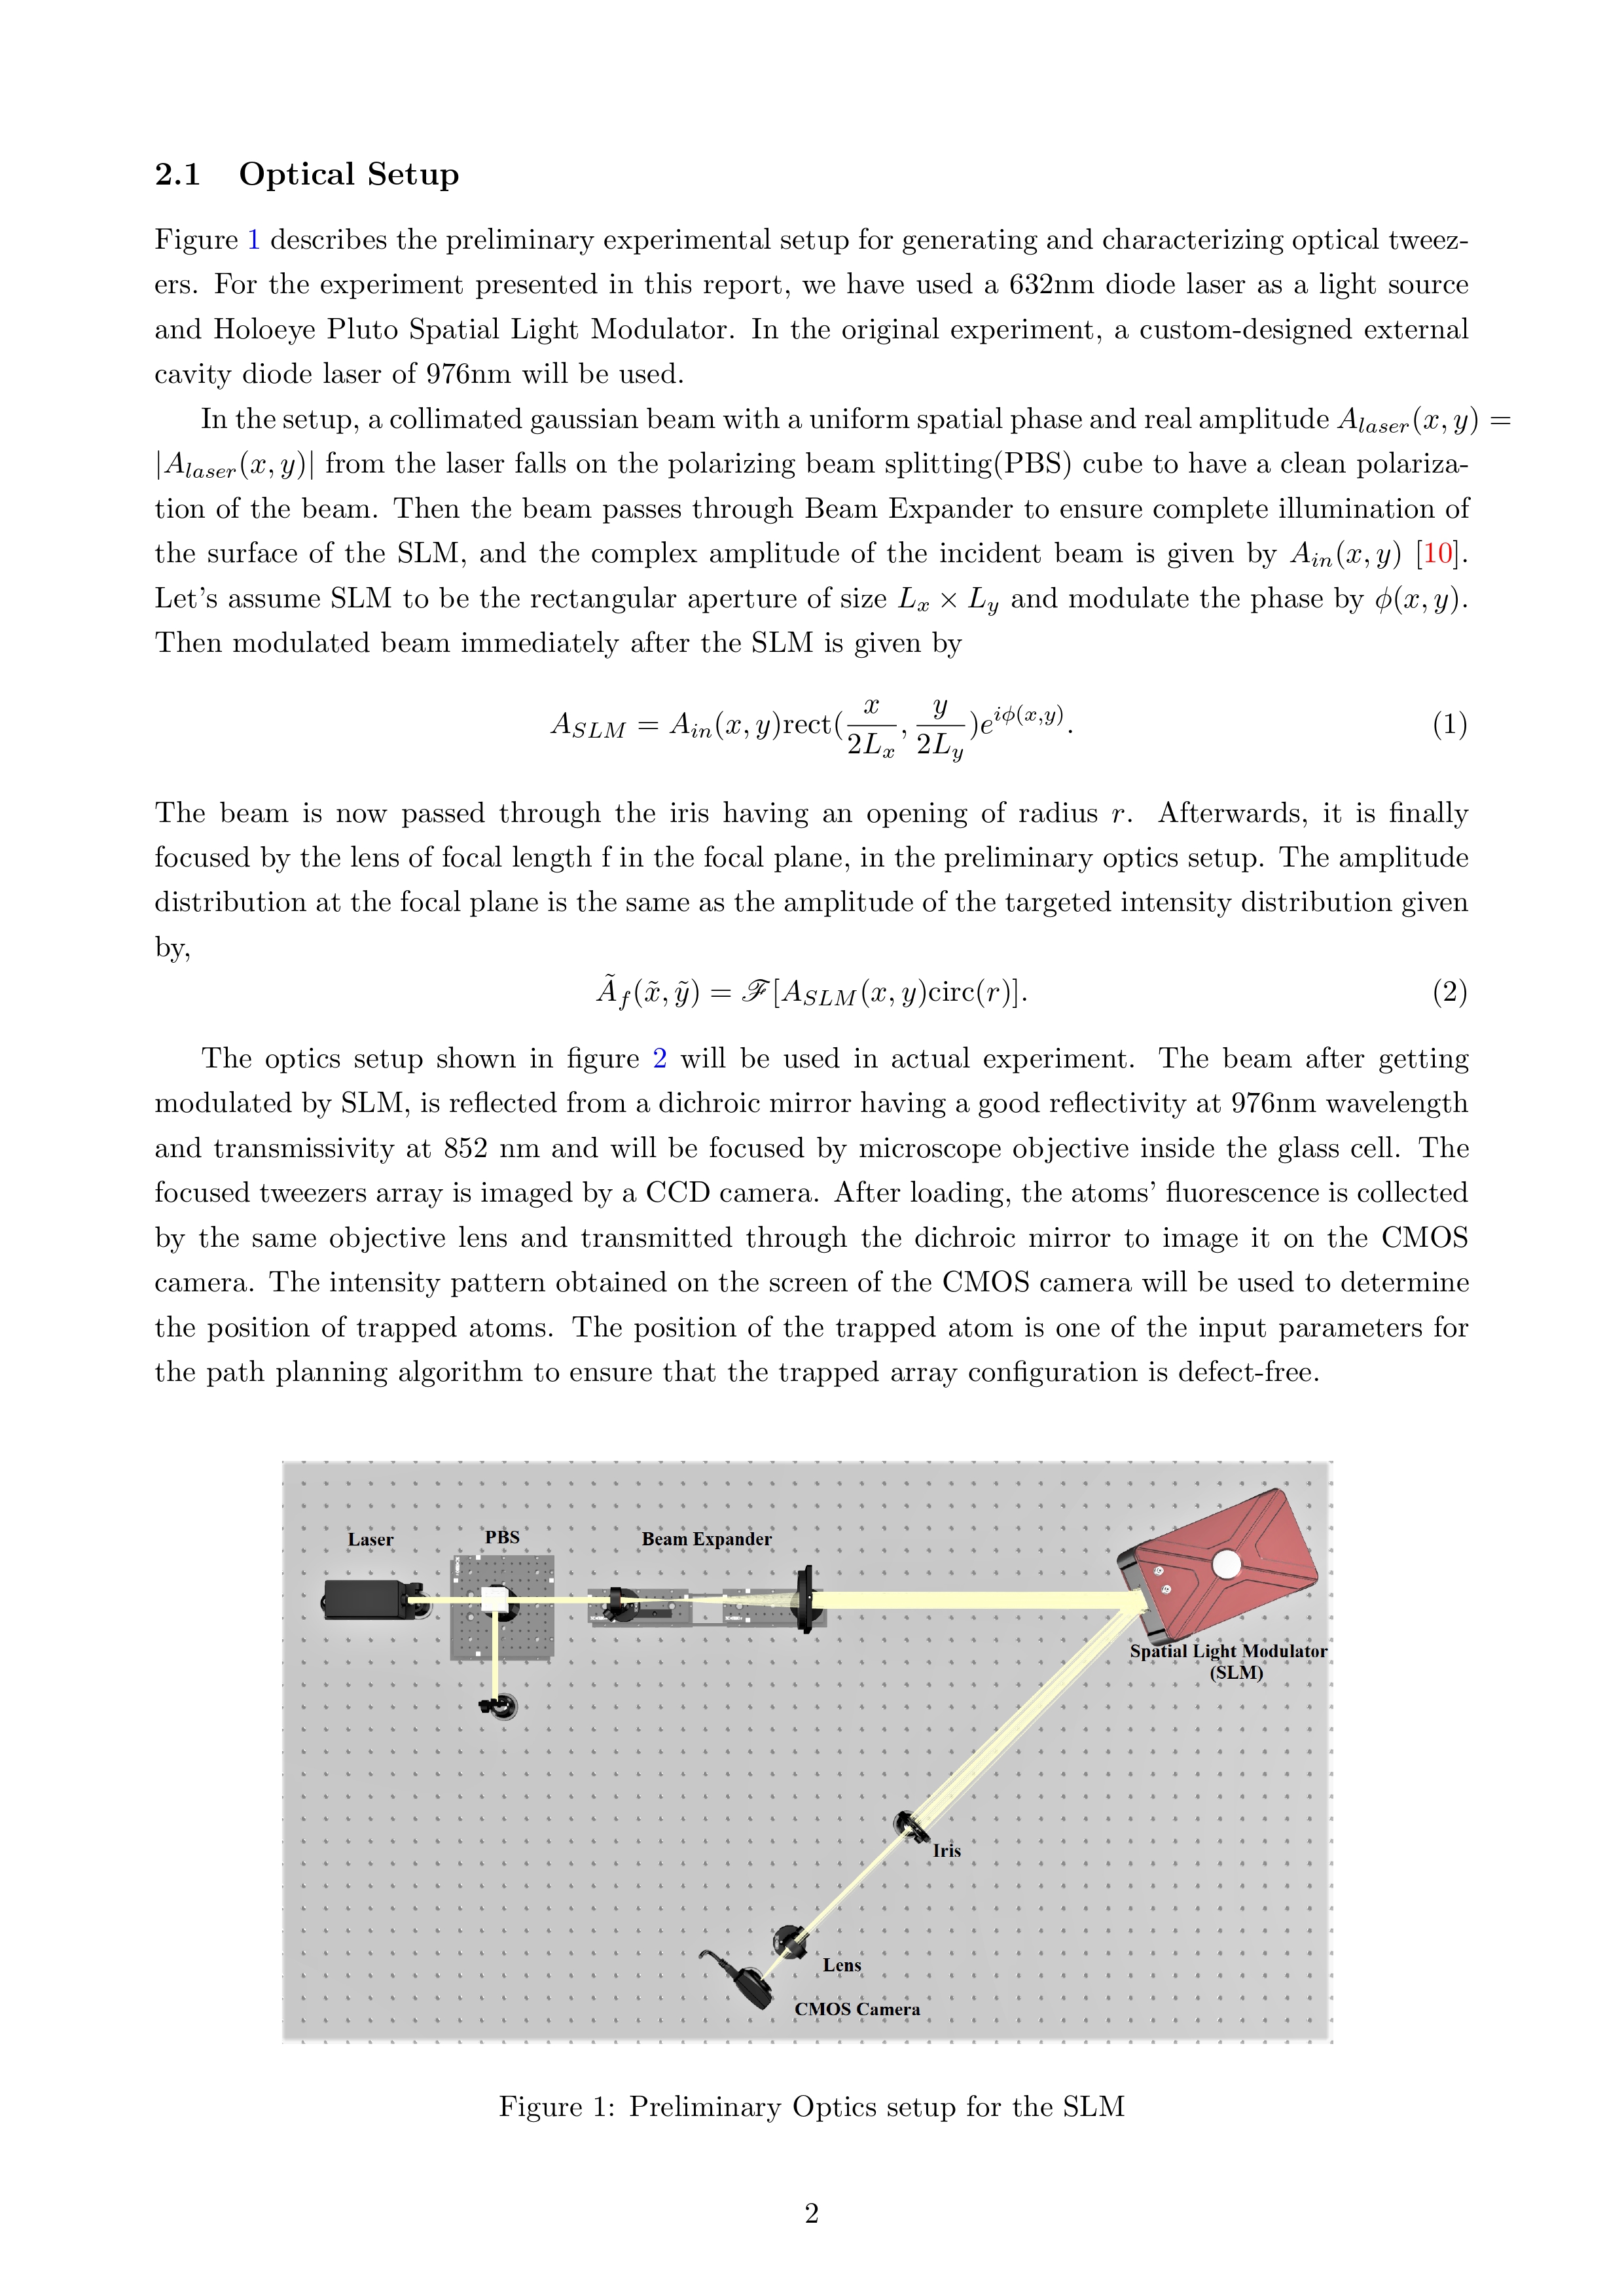 2.1 Optical Setup
Figure 1 describes the preliminary experimental setup for generating and characterizing optical tweez-
ers. For the experiment presented in this report, we have used a 632nm diode laser as a light source
and Holoeye Pluto Spatial Light Modulator. In the original experiment, a custom-designed external
cavity diode laser of 976nm will be used.
In the setup, a collimated gaussian beam with a uniform spatial phase and real amplitude $A_{laser}(x, y) =$
$|A_{laser}(x, y)|$ from the laser falls on the polarizing beam splitting(PBS) cube to have a clean polariza-
tion of the beam. Then the beam passes through Beam Expander to ensure complete illumination of
the surface of the SLM, and the complex amplitude of the incident beam is given by $A_{in}(x, y)$ [10].
Let's assume SLM to be the rectangular aperture of size $L_x \times L_y$ and modulate the phase by $\phi(x, y)$.
Then modulated beam immediately after the SLM is given by
$A_{SLM} = A_{in}(x, y)\text{rect}(\frac{x}{2L_x}, \frac{y}{2L_y})e^{i\phi(x,y)}.$ (1)
The beam is now passed through the iris having an opening of radius $r$. Afterwards, it is finally
focused by the lens of focal length f in the focal plane, in the preliminary optics setup. The amplitude
distribution at the focal plane is the same as the amplitude of the targeted intensity distribution given
by,
$\tilde{A}_f(\tilde{x}, \tilde{y}) = \mathscr{F}[A_{SLM}(x, y)\text{circ}(r)].$ (2)
The optics setup shown in figure 2 will be used in actual experiment. The beam after getting
modulated by SLM, is reflected from a dichroic mirror having a good reflectivity at 976nm wavelength
and transmissivity at 852 nm and will be focused by microscope objective inside the glass cell. The
focused tweezers array is imaged by a CCD camera. After loading, the atoms' fluorescence is collected
by the same objective lens and transmitted through the dichroic mirror to image it on the CMOS
camera. The intensity pattern obtained on the screen of the CMOS camera will be used to determine
the position of trapped atoms. The position of the trapped atom is one of the input parameters for
the path planning algorithm to ensure that the trapped array configuration is defect-free.
Laser
PBS
Beam Expander
Spatial Light Modulator
(SLM)
Iris
Lens
CMOS Camera
Figure 1: Preliminary Optics setup for the SLM
2